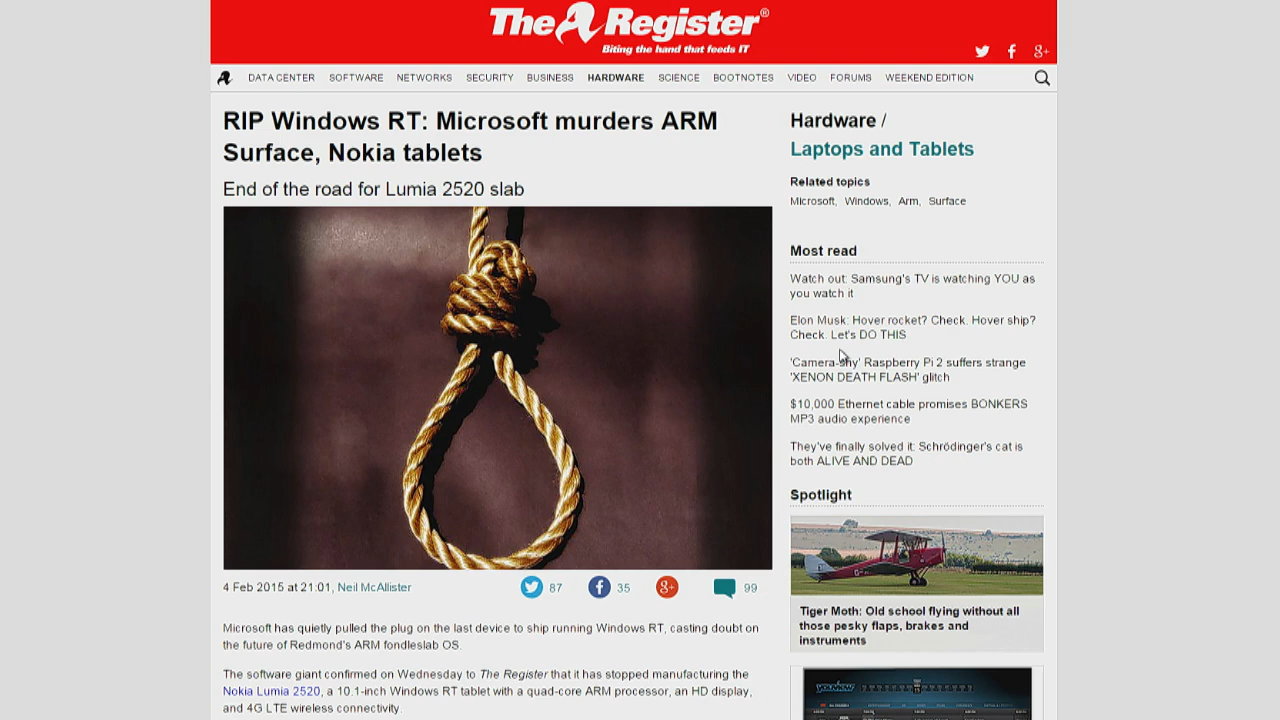 The Register®
Biting the hand that feeds IT
DATA CENTER SOFTWARE NETWORKS SECURITY BUSINESS HARDWARE SCIENCE BOOTNOTES VIDEO FORUMS WEEKEND EDITION
RIP Windows RT: Microsoft murders ARM
Surface, Nokia tablets
End of the road for Lumia 2520 slab
4 Feb 2015 at 21:01, Neil McAllister
87
35
99
Microsoft has quietly pulled the plug on the last device to ship running Windows RT, casting doubt on
the future of Redmond's ARM fondleslab OS.
The software giant confirmed on Wednesday to The Register that it has stopped manufacturing the
Nokia Lumia 2520, a 10.1-inch Windows RT tablet with a quad-core ARM processor, an HD display,
and 4G LTE wireless connectivity.
Hardware /
Laptops and Tablets
Related topics
Microsoft, Windows, Arm, Surface
Most read
Watch out: Samsung's TV is watching YOU as
you watch it
Elon Musk: Hover rocket? Check. Hover ship?
Check. Let's DO THIS
'Camera-shy' Raspberry Pi 2 suffers strange
'XENON DEATH FLASH' glitch
$10,000 Ethernet cable promises BONKERS
MP3 audio experience
They've finally solved it: Schrödinger's cat is
both ALIVE AND DEAD
Spotlight
Tiger Moth: Old school flying without all
those pesky flaps, brakes and
instruments
YOUVIEW